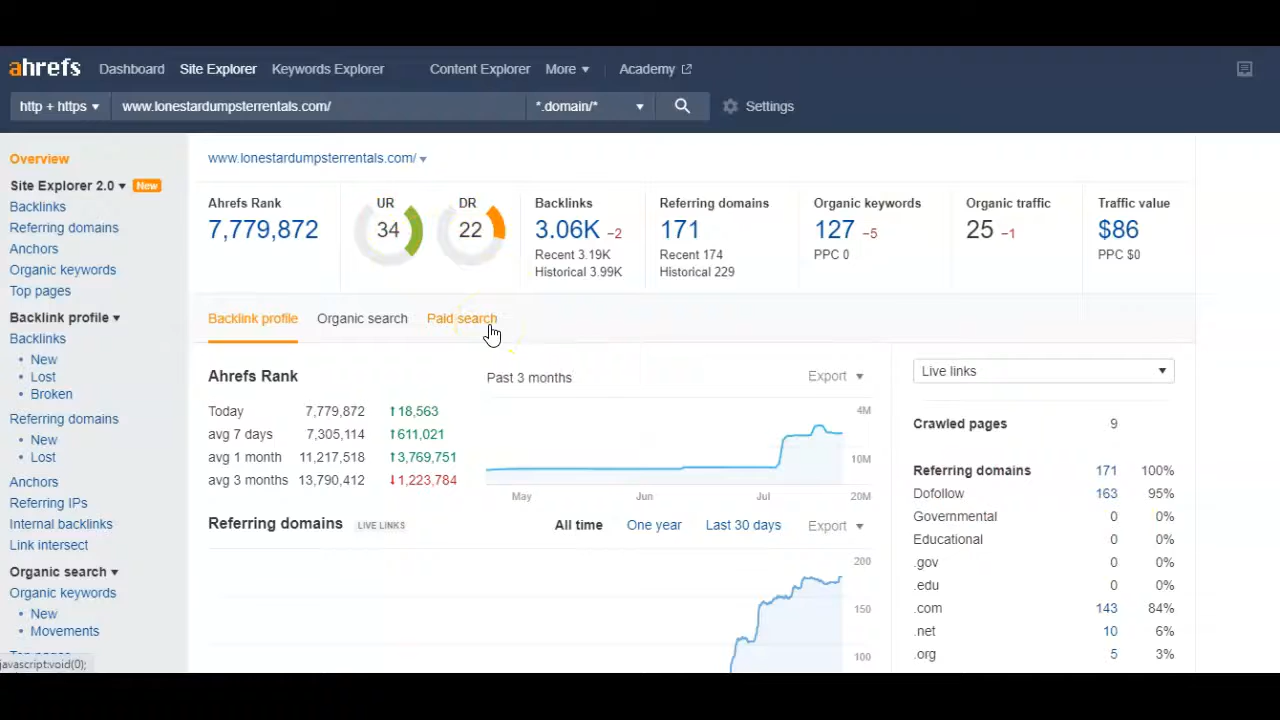 ahrefs Dashboard Site Explorer Keywords Explorer Content Explorer More Academy
http + https www.lonestardumpsterrentals.com/ *.domain/* Settings
Overview
Site Explorer 2.0 New
Backlinks
Referring domains
Anchors
Organic keywords
Top pages
Backlink profile
Backlinks
• New
• Lost
• Broken
Referring domains
• New
• Lost
Anchors
Referring IPs
Internal backlinks
Link intersect
Organic search
Organic keywords
• New
• Movements
javascript:void(0);
www.lonestardumpsterrentals.com/
Ahrefs Rank
7,779,872
UR
34
DR
22
Backlinks
3.06K -2
Recent 3.19K
Historical 3.99K
Referring domains
171
Recent 174
Historical 229
Organic keywords
127 -5
PPC 0
Organic traffic
25 -1
Traffic value
$86
PPC $0
Backlink profile Organic search Paid search
Ahrefs Rank
Today 7,779,872 ↑18,563
avg 7 days 7,305,114 ↑611,021
avg 1 month 11,217,518 ↑3,769,751
avg 3 months 13,790,412 ↓1,223,784
Past 3 months Export
4M
10M
20M
May Jun Jul
Referring domains LIVE LINKS All time One year Last 30 days Export
200
150
100
Live links
Crawled pages 9
Referring domains 171 100%
Dofollow 163 95%
Governmental 0 0%
Educational 0 0%
.gov 0 0%
.edu 0 0%
.com 143 84%
.net 10 6%
.org 5 3%